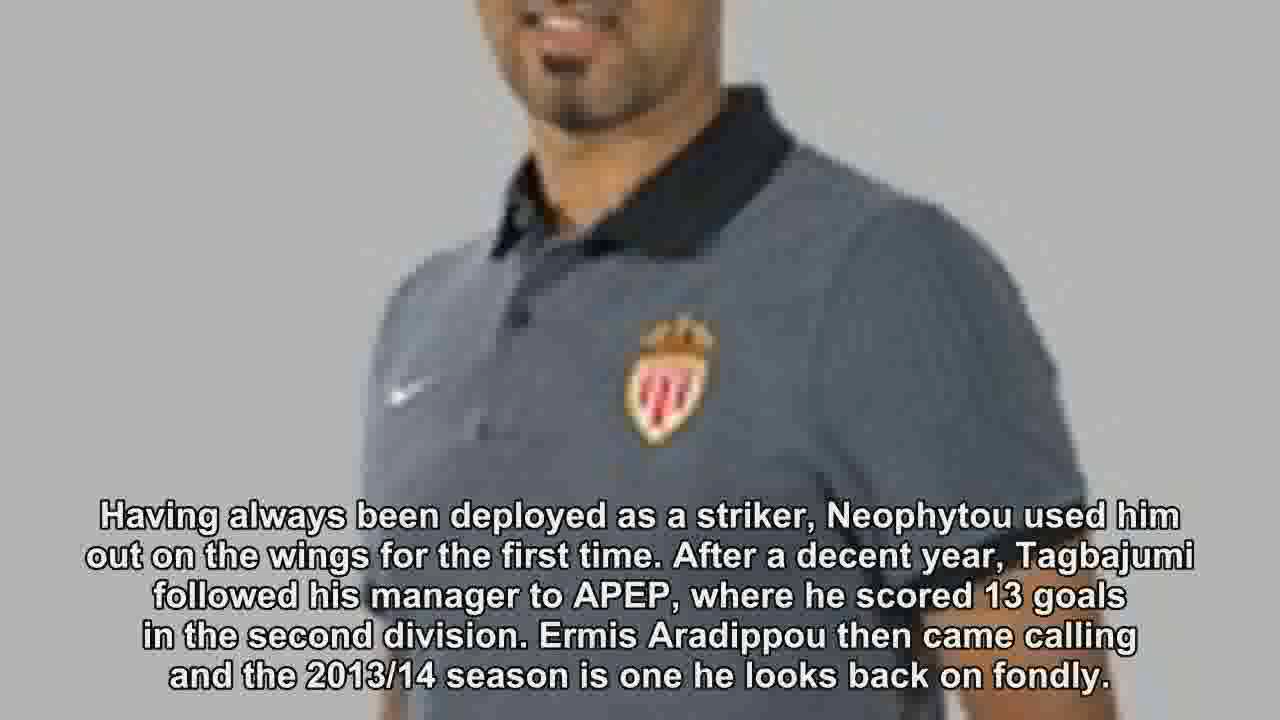 Having always been deployed as a striker, Neophytou used him
out on the wings for the first time. After a decent year, Tagbajumi
followed his manager to APEP, where he scored 13 goals
in the second division. Ermis Aradippou then came calling
and the 2013/14 season is one he looks back on fondly.